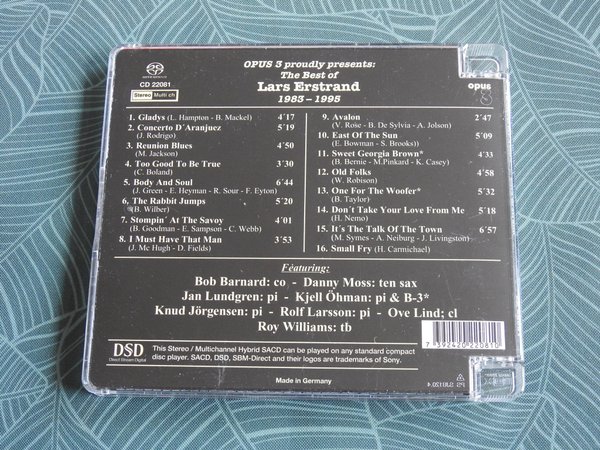 OPUS 3 proudly presents:
The Best of
Lars Erstrand
1983 – 1995
CD 22081
Stereo Multi ch
opus
3
1. Gladys (L. Hampton - B. Mackel) 4´17
2. Concerto D´Aranjuez 5´19
(J. Rodrigo)
3. Reunion Blues 4´50
(M. Jackson)
4. Too Good To Be True 3´30
(C. Boland)
5. Body And Soul 6´44
(J. Green - E. Heyman - R. Sour - F. Eyton)
6. The Rabbit Jumps 5´20
(B. Wilber)
7. Stompin´ At The Savoy 4´01
(B. Goodman - E. Sampson - C. Webb)
8. I Must Have That Man 3´53
(J. Mc Hugh - D. Fields)
9. Avalon 2´47
(V. Rose - B. De Sylvia - A. Jolson)
10. East Of The Sun 5´09
(E. Bowman - S. Brooks))
11. Sweet Georgia Brown* 4´33
(B. Bernie - M.Pinkard - K. Casey)
12. Old Folks 4´58
(W. Robison)
13. One For The Woofer* 5´32
(B. Taylor)
14. Don´t Take Your Love From Me 5´18
(H. Nemo)
15. It´s The Talk Of The Town 6´57
(M. Symes - A. Neiburg - J. Livingston)
16. Small Fry (H. Carmichael)
Featuring:
Bob Barnard: co - Danny Moss: ten sax
Jan Lundgren: pi - Kjell Öhman: pi & B-3*
Knud Jörgensen: pi - Rolf Larsson: pi - Ove Lind; cl
Roy Williams: tb
DSD
Direct Stream Digital
This Stereo / Multichannel Hybrid SACD can be played on any standard compact
disc player. SACD, DSD, SBM-Direct and their logos are trademarks of Sony.
Made in Germany
7 392420 220810